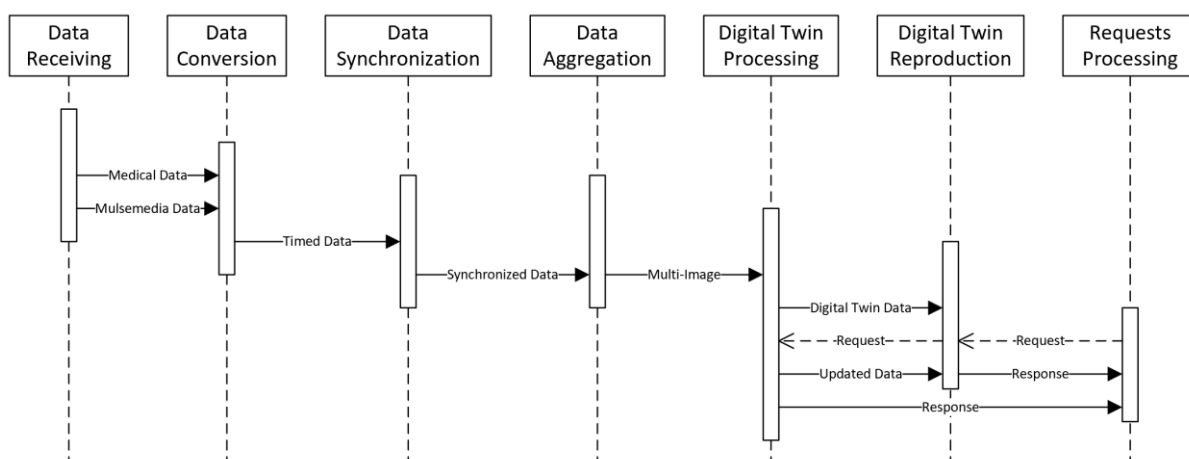 Data
Receiving
Data
Conversion
Data
Synchronization
Data
Aggregation
Digital Twin
Processing
Digital Twin
Reproduction
Requests
Processing
Medical Data
Mulsemedia Data
Timed Data
Synchronized Data
Multi-Image
Digital Twin Data
Request
Request
Updated Data
Response
Response